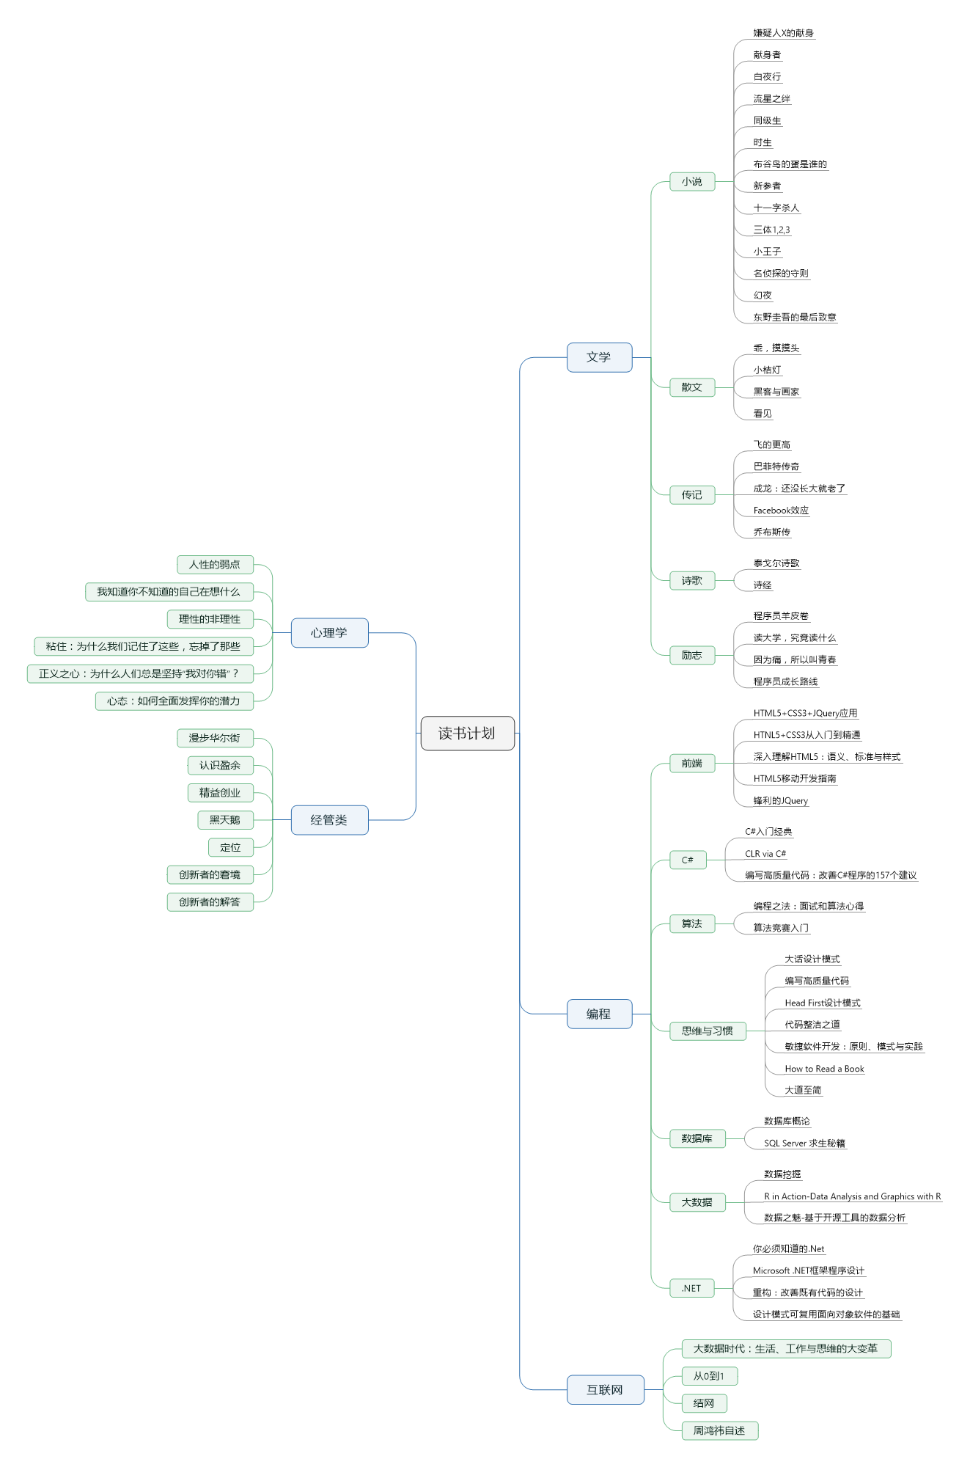 读书计划
文学
小说
嫌疑人X的献身
献身者
白夜行
流星之绊
同级生
时生
布谷鸟的蛋是谁的
新参者
十一字杀人
三体1,2,3
小王子
名侦探的守则
幻夜
东野圭吾的最后致意
散文
乖，摸摸头
小桔灯
黑客与画家
看见
传记
飞的更高
巴菲特传奇
成龙：还没长大就老了
Facebook效应
乔布斯传
诗歌
泰戈尔诗歌
诗经
励志
程序员羊皮卷
读大学，究竟读什么
因为痛，所以叫青春
程序员成长路线
编程
前端
HTML5+CSS3+JQuery应用
HTNL5+CSS3从入门到精通
深入理解HTML5：语义、标准与样式
HTML5移动开发指南
锋利的JQuery
C#
C#入门经典
CLR via C#
编写高质量代码：改善C#程序的157个建议
算法
编程之法：面试和算法心得
算法竞赛入门
思维与习惯
大话设计模式
编写高质量代码
Head First设计模式
代码整洁之道
敏捷软件开发：原则、模式与实践
How to Read a Book
大道至简
数据库
数据库概论
SQL Server 求生秘籍
大数据
数据挖掘
R in Action-Data Analysis and Graphics with R
数据之魅-基于开源工具的数据分析
.NET
你必须知道的.Net
Microsoft .NET框架程序设计
重构：改善既有代码的设计
设计模式可复用面向对象软件的基础
互联网
大数据时代：生活、工作与思维的大变革
从0到1
结网
周鸿祎自述
心理学
人性的弱点
我知道你不知道的自己在想什么
理性的非理性
粘住：为什么我们记住了这些，忘掉了那些
正义之心：为什么人们总是坚持“我对你错”？
心态：如何全面发挥你的潜力
经管类
漫步华尔街
认识盈余
精益创业
黑天鹅
定位
创新者的窘境
创新者的解答